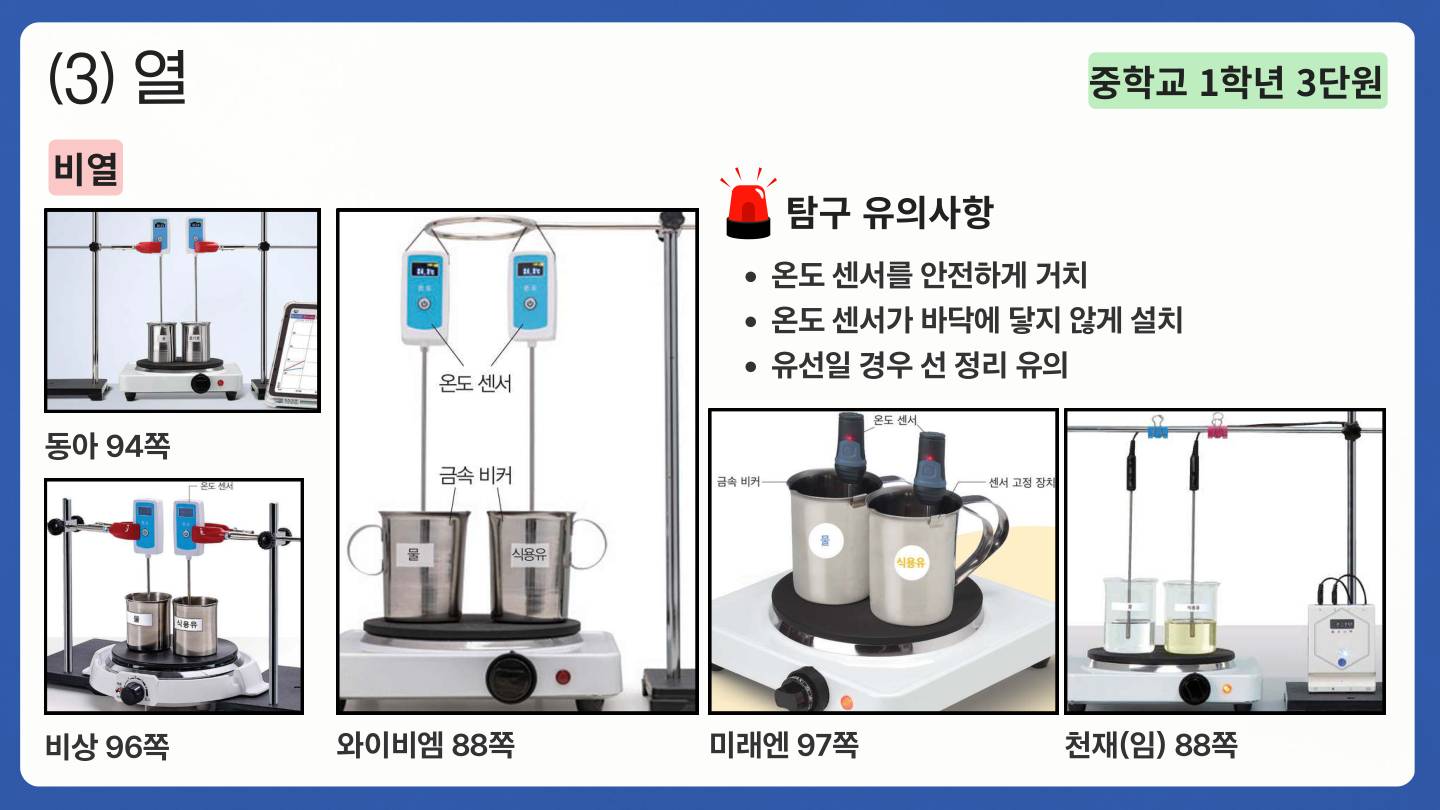 (3) 열
중학교 1학년 3단원
비열
탐구 유의사항
• 온도 센서를 안전하게 거치
• 온도 센서가 바닥에 닿지 않게 설치
• 유선일 경우 선 정리 유의
동아 94쪽
온도 센서
물
식용유
비상 96쪽
온도 센서
금속 비커
물
식용유
와이비엠 88쪽
온도 센서
금속 비커
센서 고정 장치
물
식용유
미래엔 97쪽
물
식용유
천재(임) 88쪽